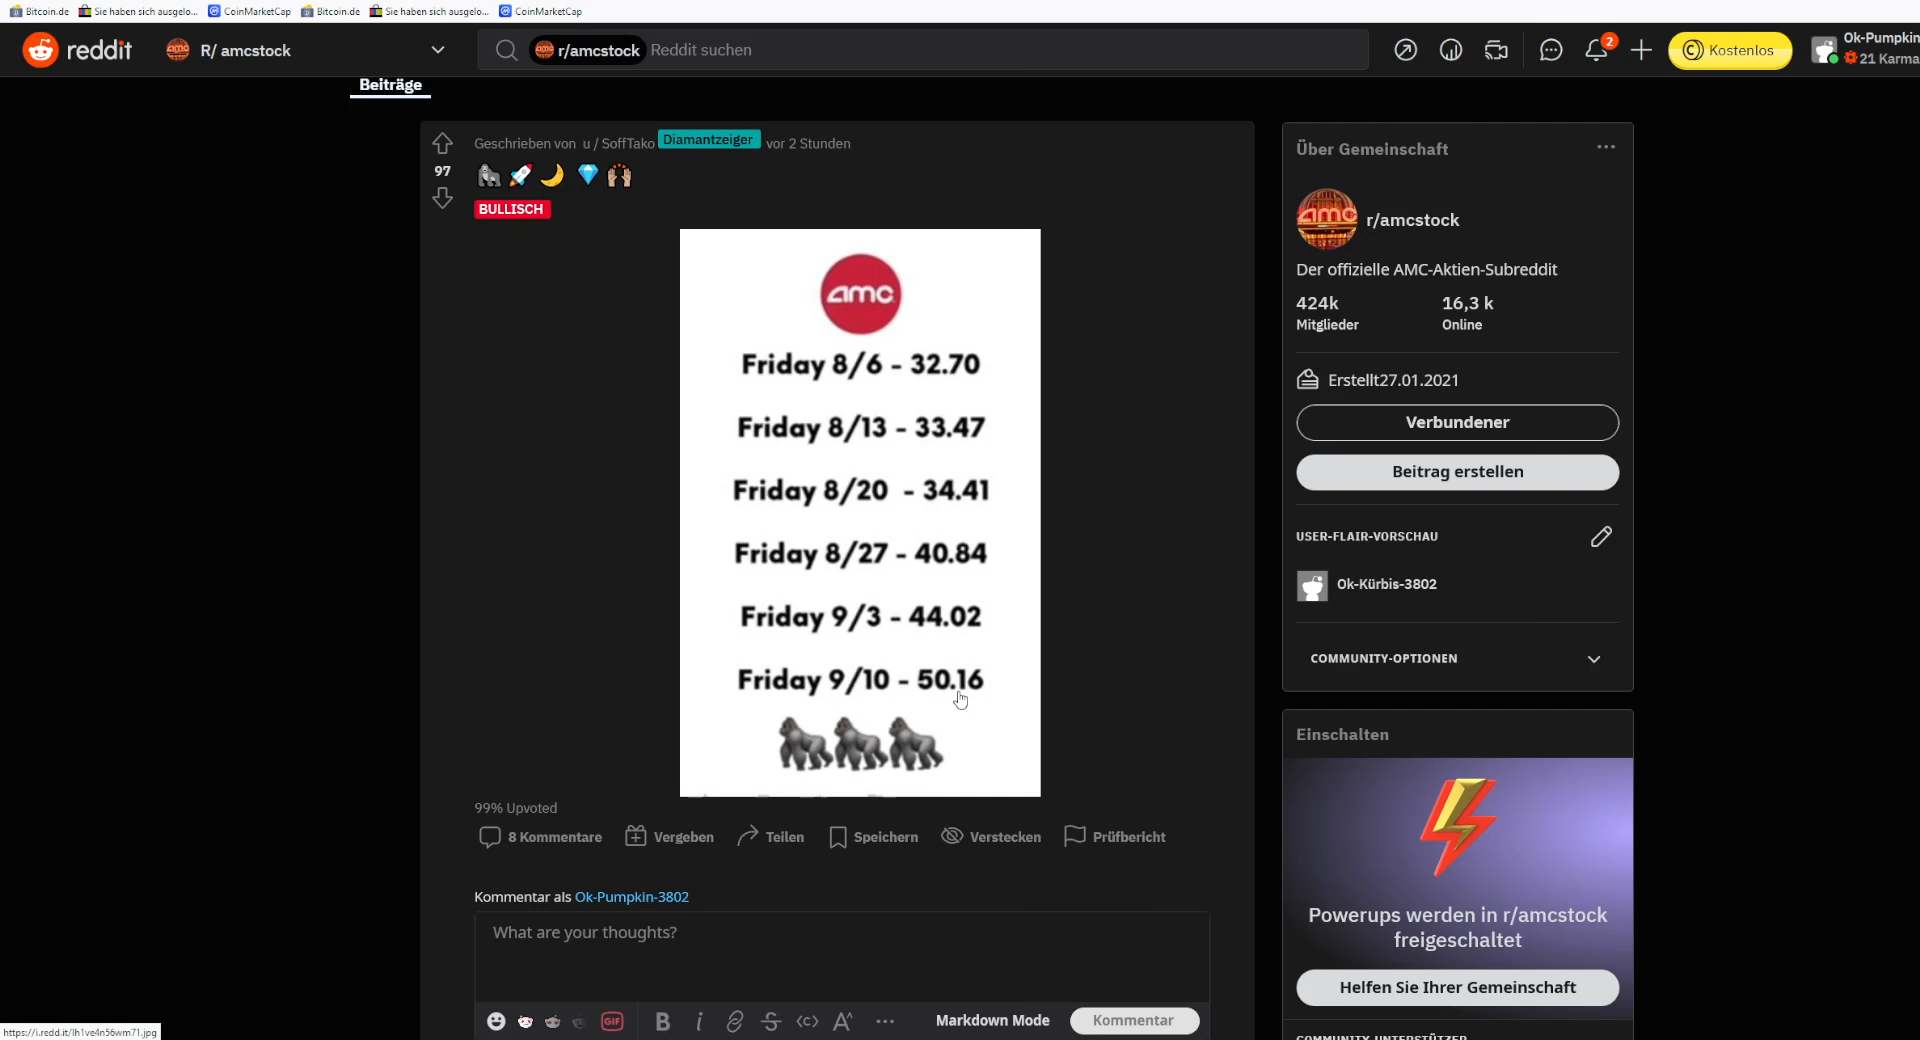 Bitcoin.de Sie haben sich ausgelo... CoinMarketCap Bitcoin.de Sie haben sich ausgelo... CoinMarketCap
reddit R/ amcstock r/amcstock Reddit suchen 2 Kostenlos Ok-Pumpkin
21 Karma
Beiträge
Geschrieben von u / SoffTako Diamantzeiger vor 2 Stunden
97
BULLISCH
amc
Friday 8/6 - 32.70
Friday 8/13 - 33.47
Friday 8/20 - 34.41
Friday 8/27 - 40.84
Friday 9/3 - 44.02
Friday 9/10 - 50.16
99% Upvoted
8 Kommentare Vergeben Teilen Speichern Verstecken Prüfbericht
Kommentar als Ok-Pumpkin-3802
What are your thoughts?
GIF B i S <c> A Markdown Mode Kommentar
Über Gemeinschaft
amc r/amcstock
Der offizielle AMC-Aktien-Subreddit
424k 16,3 k
Mitglieder Online
Erstellt27.01.2021
Verbundener
Beitrag erstellen
USER-FLAIR-VORSCHAU
Ok-Kürbis-3802
COMMUNITY-OPTIONEN
Einschalten
Powerups werden in r/amcstock
freigeschaltet
Helfen Sie Ihrer Gemeinschaft
COMMUNITY-UNTERSTÜTZER
https://i.redd.it/lh1ve4n56wm71.jpg